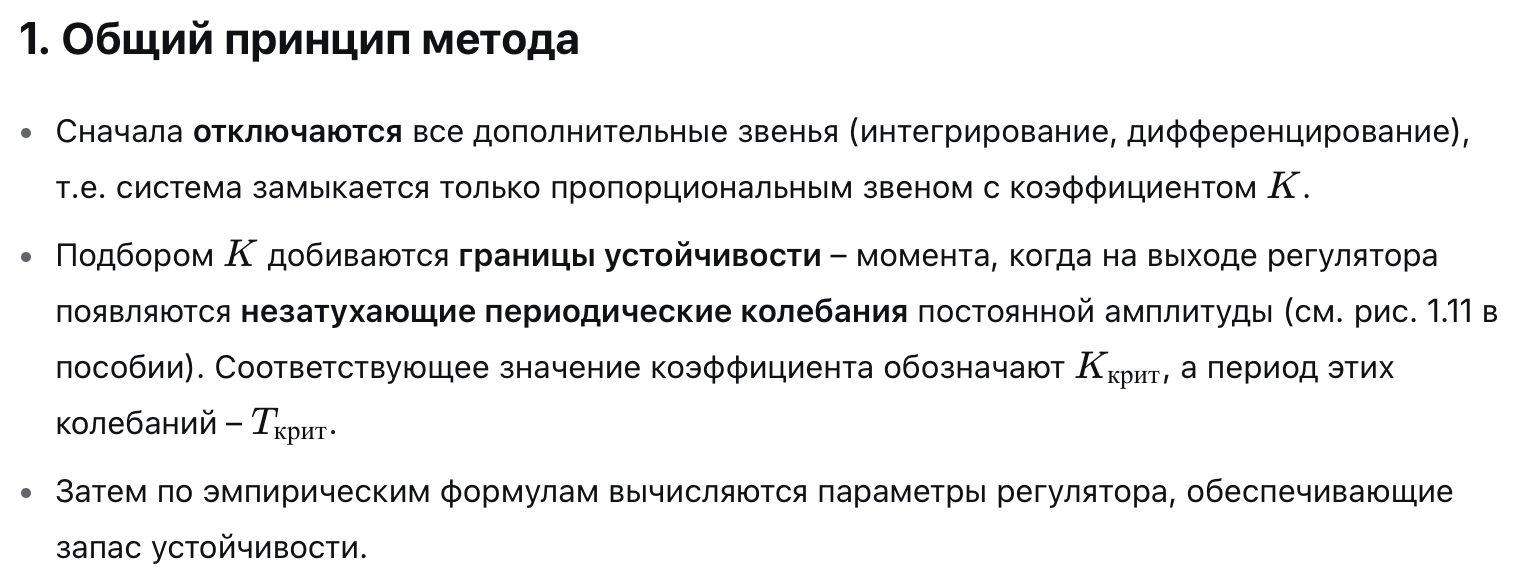 1. Общий принцип метода
• Сначала отключаются все дополнительные звенья (интегрирование, дифференцирование),
т.е. система замыкается только пропорциональным звеном с коэффициентом K.
• Подбором K добиваются границы устойчивости – момента, когда на выходе регулятора
появляются незатухающие периодические колебания постоянной амплитуды (см. рис. 1.11 в
пособии). Соответствующее значение коэффициента обозначают Kкрит, а период этих
колебаний – Tкрит.
• Затем по эмпирическим формулам вычисляются параметры регулятора, обеспечивающие
запас устойчивости.